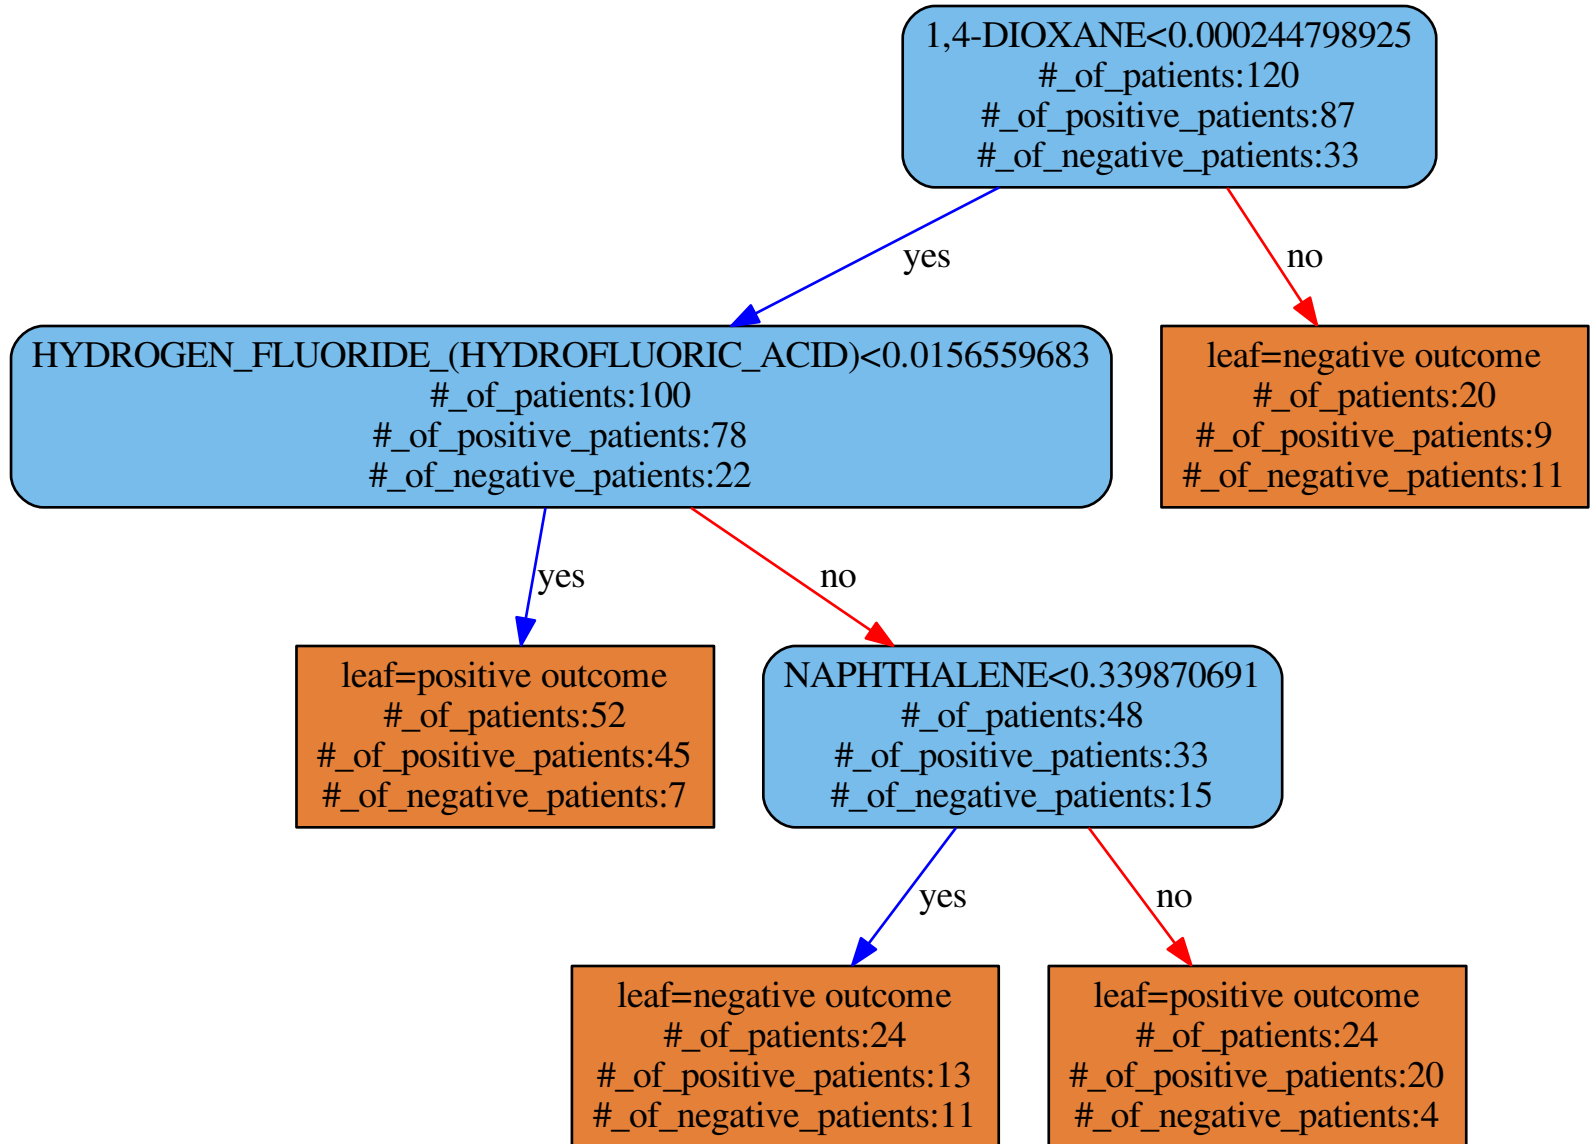 1,4-DIOXANE<0.000244798925
#_of_patients:120
#_of_positive_patients:87
#_of_negative_patients:33
yes
no
HYDROGEN_FLUORIDE_(HYDROFLUORIC_ACID)<0.0156559683
#_of_patients:100
#_of_positive_patients:78
#_of_negative_patients:22
leaf=negative outcome
#_of_patients:20
#_of_positive_patients:9
#_of_negative_patients:11
yes
no
leaf=positive outcome
#_of_patients:52
#_of_positive_patients:45
#_of_negative_patients:7
NAPHTHALENE<0.339870691
#_of_patients:48
#_of_positive_patients:33
#_of_negative_patients:15
yes
no
leaf=negative outcome
#_of_patients:24
#_of_positive_patients:13
#_of_negative_patients:11
leaf=positive outcome
#_of_patients:24
#_of_positive_patients:20
#_of_negative_patients:4